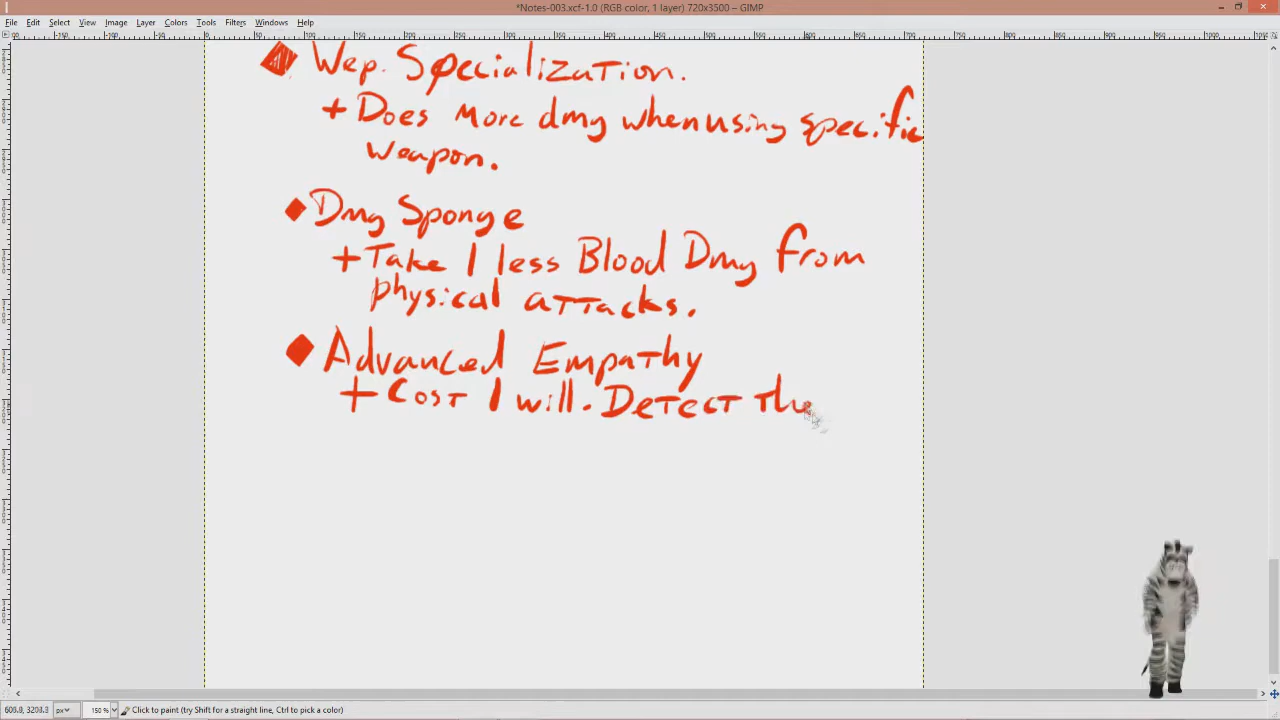 *Notes-003.xcf-1.0 (RGB color, 1 layer) 720x3500 – GIMP
File Edit Select View Image Layer Colors Tools Filters Windows Help
Wep. Specialization.
+ Does More dmg when using specific
weapon.
Dmg Sponge
+ Take 1 less Blood Dmg from
physical attacks.
Advanced Empathy
+ Cost 1 will. Detect the
150 % Click to paint (try Shift for a straight line, Ctrl to pick a color)